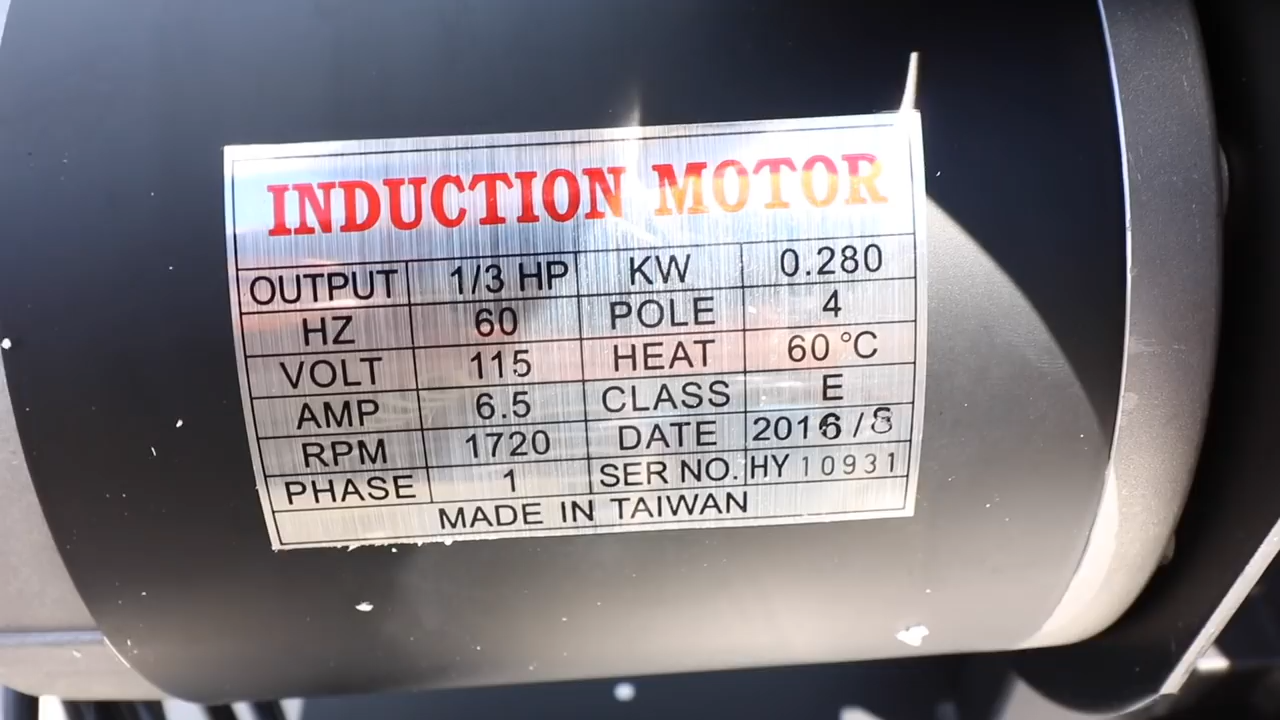 INDUCTION MOTOR
OUTPUT 1/3 HP KW 0.280
HZ 60 POLE 4
VOLT 115 HEAT 60 °C
AMP 6.5 CLASS E
RPM 1720 DATE 2016/8
PHASE 1 SER NO. HY 10931
MADE IN TAIWAN